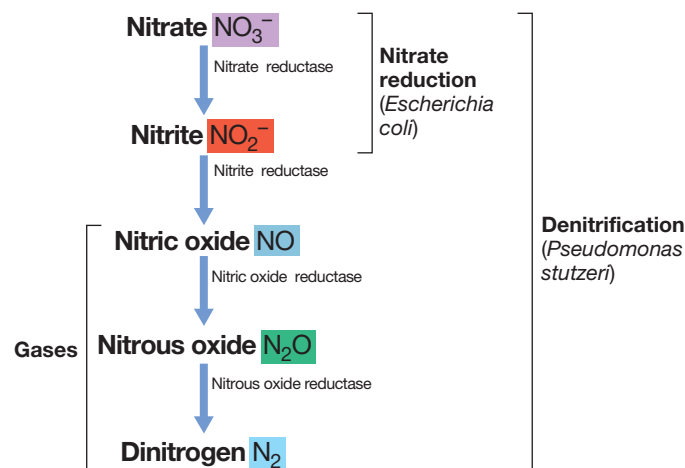 Nitrate NO₃⁻
Nitrate reductase
Nitrate
reduction
(Escherichia
coli)
Nitrite NO₂⁻
Nitrite reductase
Nitric oxide NO
Nitric oxide reductase
Denitrification
(Pseudomonas
stutzeri)
Gases
Nitrous oxide N₂O
Nitrous oxide reductase
Dinitrogen N₂